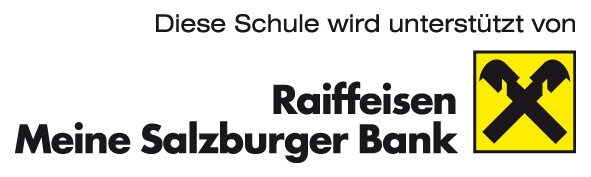 Diese Schule wird unterstützt von
Raiffeisen
Meine Salzburger Bank